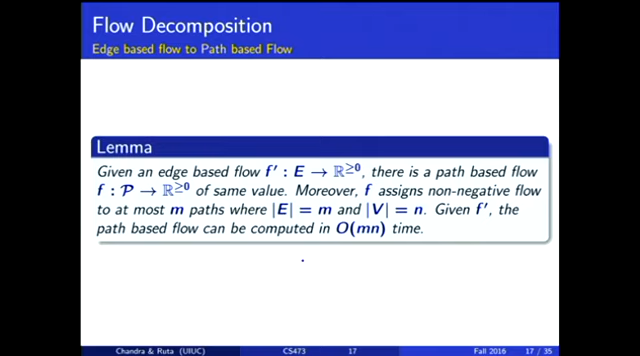 Flow Decomposition
Edge based flow to Path based Flow
Lemma
Given an edge based flow f′ : E → ℝ≥0, there is a path based flow
f : 𝒫 → ℝ≥0 of same value. Moreover, f assigns non-negative flow
to at most m paths where |E| = m and |V| = n. Given f′, the
path based flow can be computed in O(mn) time.
Chandra & Ruta (UIUC) CS473 17 Fall 2016 17 / 35